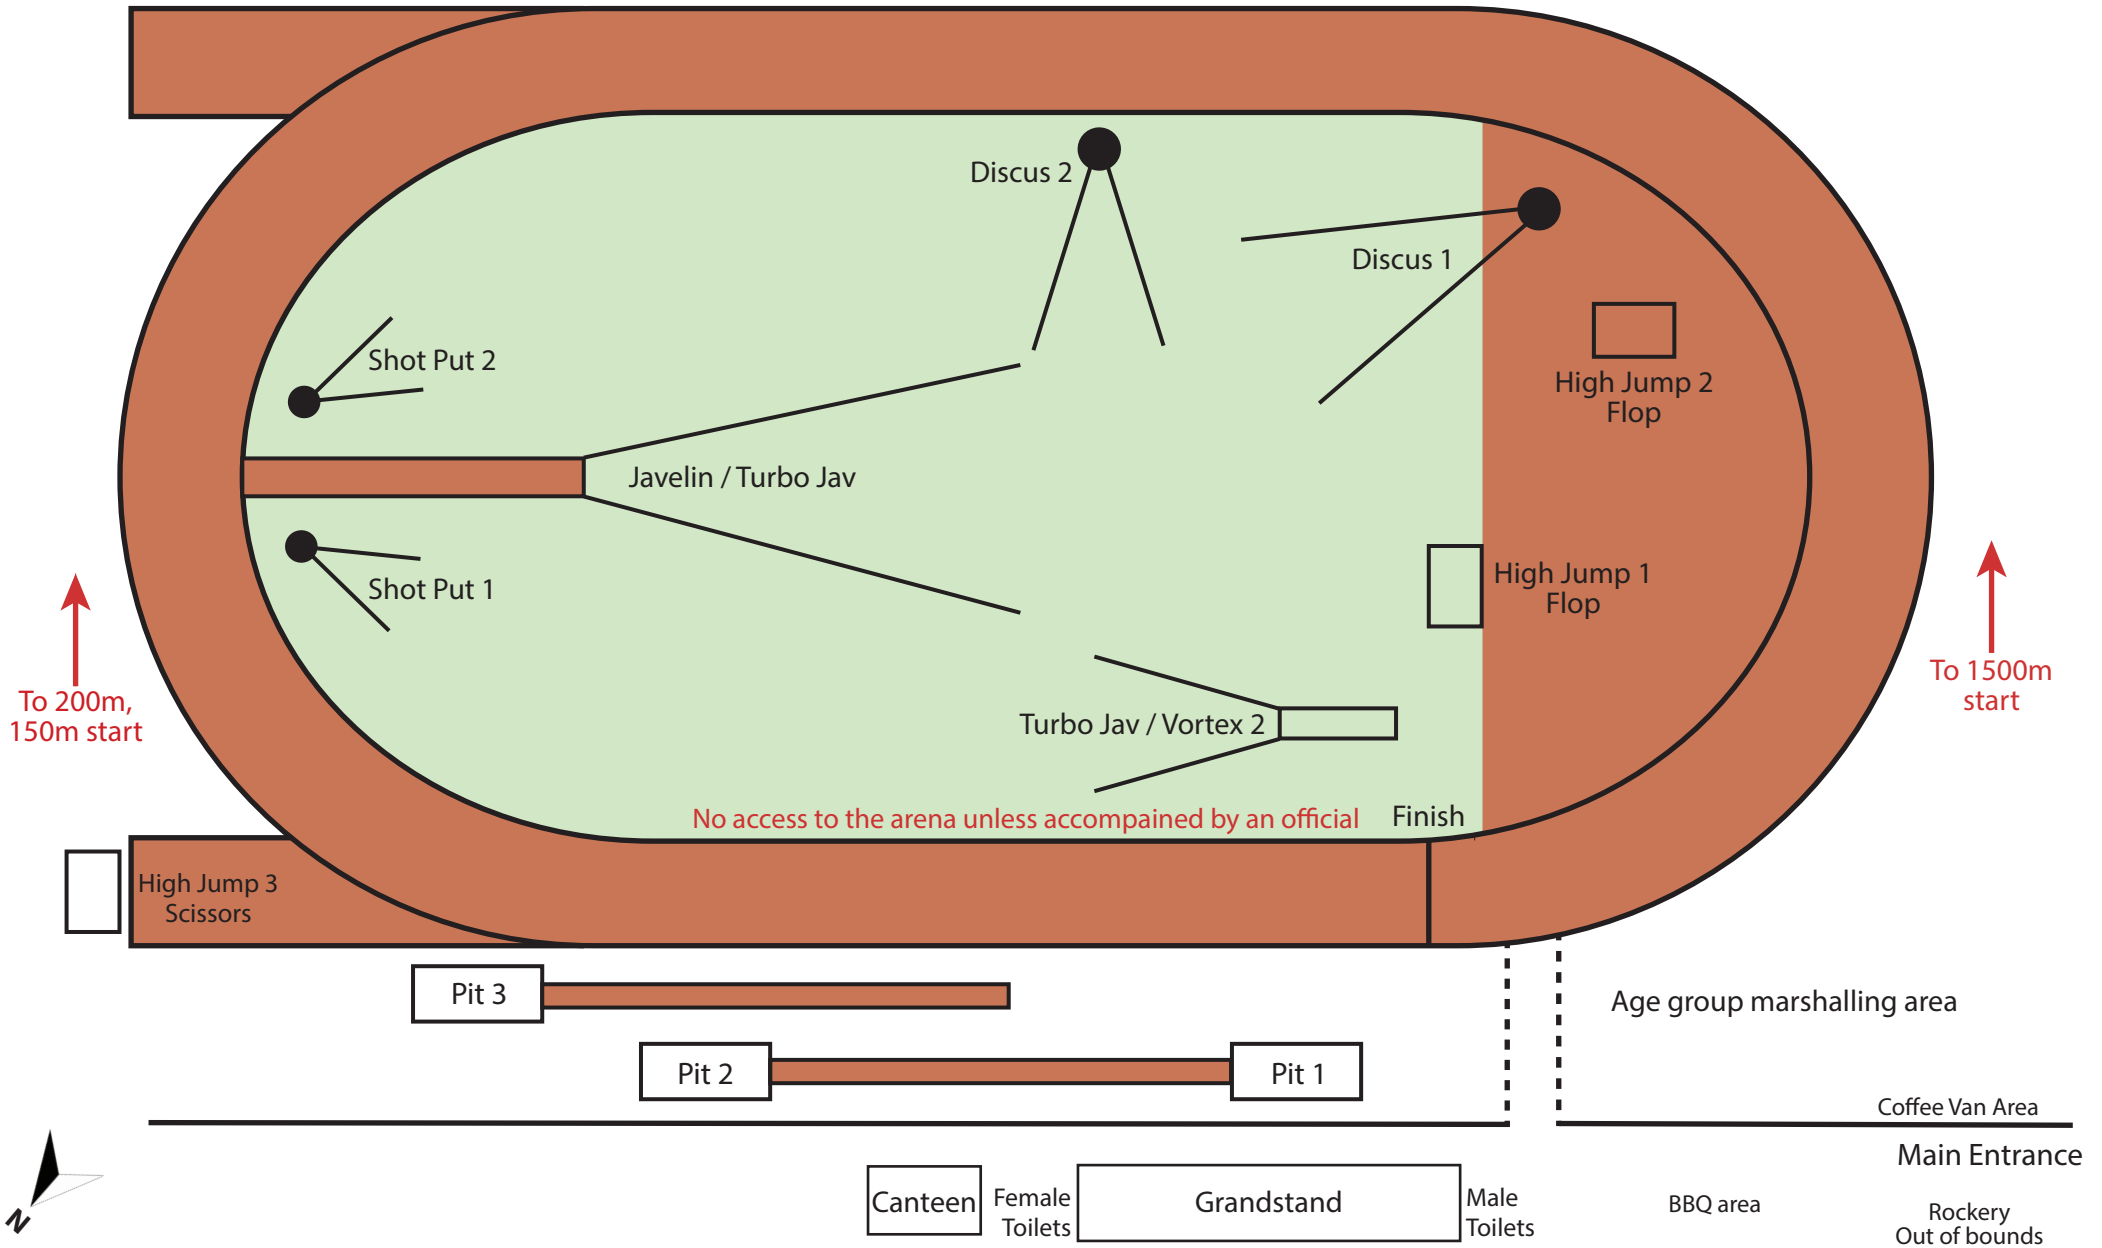 Discus 2
Discus 1
Shot Put 2
High Jump 2
Flop
Javelin / Turbo Jav
High Jump 1
Flop
Shot Put 1
To 200m,
150m start
To 1500m
start
Turbo Jav / Vortex 2
No access to the arena unless accompained by an official
Finish
High Jump 3
Scissors
Pit 3
Age group marshalling area
Pit 2
Pit 1
Coffee Van Area
Main Entrance
N
Canteen
Female
Toilets
Grandstand
Male
Toilets
BBQ area
Rockery
Out of bounds